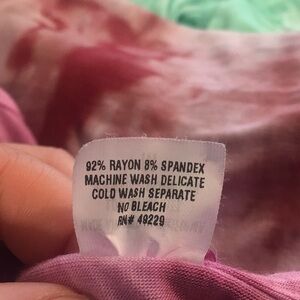 92% RAYON 8% SPANDEX
MACHINE WASH DELICATE
COLD WASH SEPARATE
NO BLEACH
RN# 49229